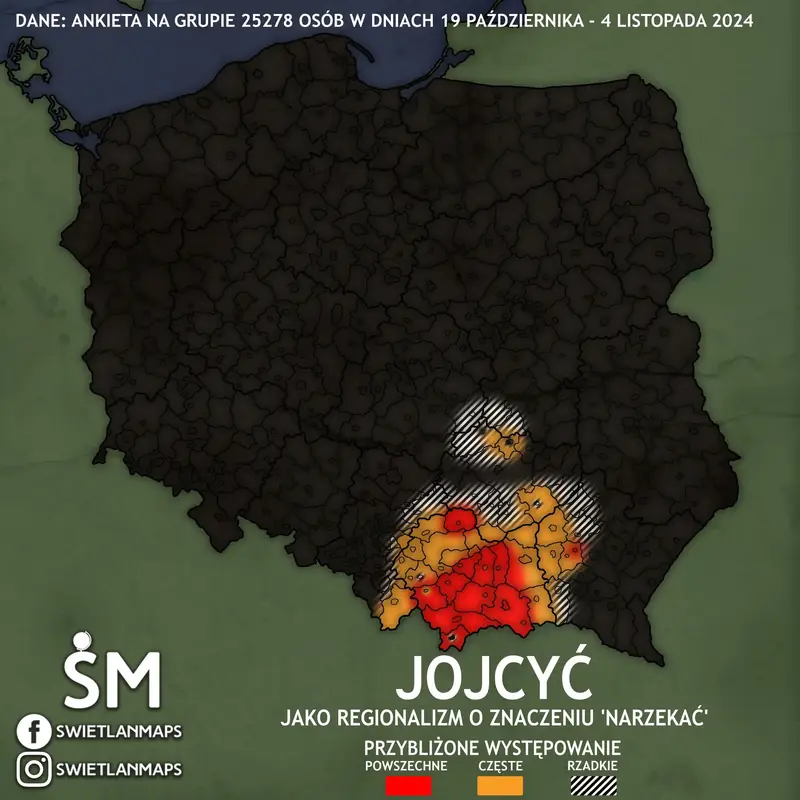 DANE: ANKIETA NA GRUPIE 25278 OSÓB W DNIACH 19 PAŹDZIERNIKA - 4 LISTOPADA 2024
ŚM
SWIETLANMAPS
SWIETLANMAPS
JOJCYĆ
JAKO REGIONALIZM O ZNACZENIU 'NARZEKAĆ'
PRZYBLIŻONE WYSTĘPOWANIE
POWSZECHNE CZĘSTE RZADKIE